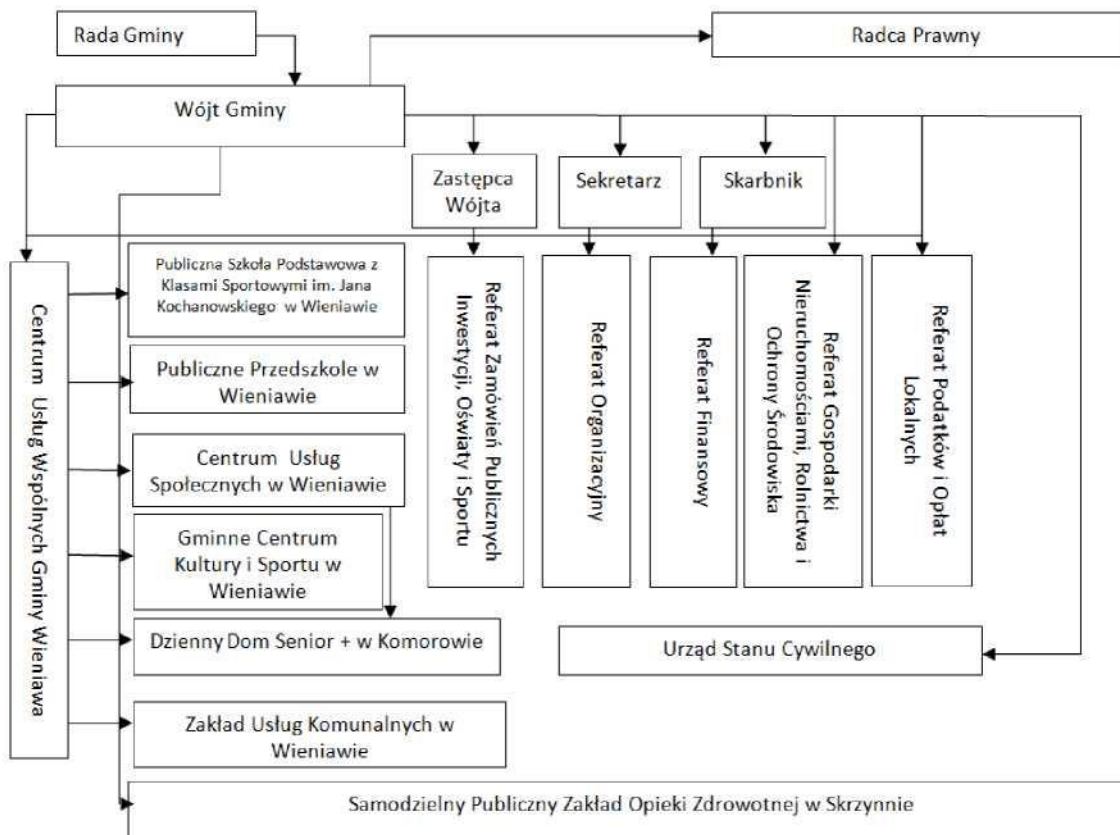 Rada Gminy
Radca Prawny
Wójt Gminy
Zastępca
Wójta
Sekretarz
Skarbnik
Centrum Usług Wspólnych Gminy Wieniawa
Publiczna Szkoła Podstawowa z
Klasami Sportowymi im. Jana
Kochanowskiego w Wieniawie
Publiczne Przedszkole w
Wieniawie
Centrum Usług
Społecznych w Wieniawie
Gminne Centrum
Kultury i Sportu w
Wieniawie
Dzienny Dom Senior + w Komorowie
Zakład Usług Komunalnych w
Wieniawie
Referat Zamówień Publicznych
Inwestycji, Oświaty i Sportu
Referat Organizacyjny
Referat Finansowy
Referat Gospodarki
Nieruchomościami, Rolnictwa i
Ochrony Środowiska
Referat Podatków i Opłat
Lokalnych
Urząd Stanu Cywilnego
Samodzielny Publiczny Zakład Opieki Zdrowotnej w Skrzynnie